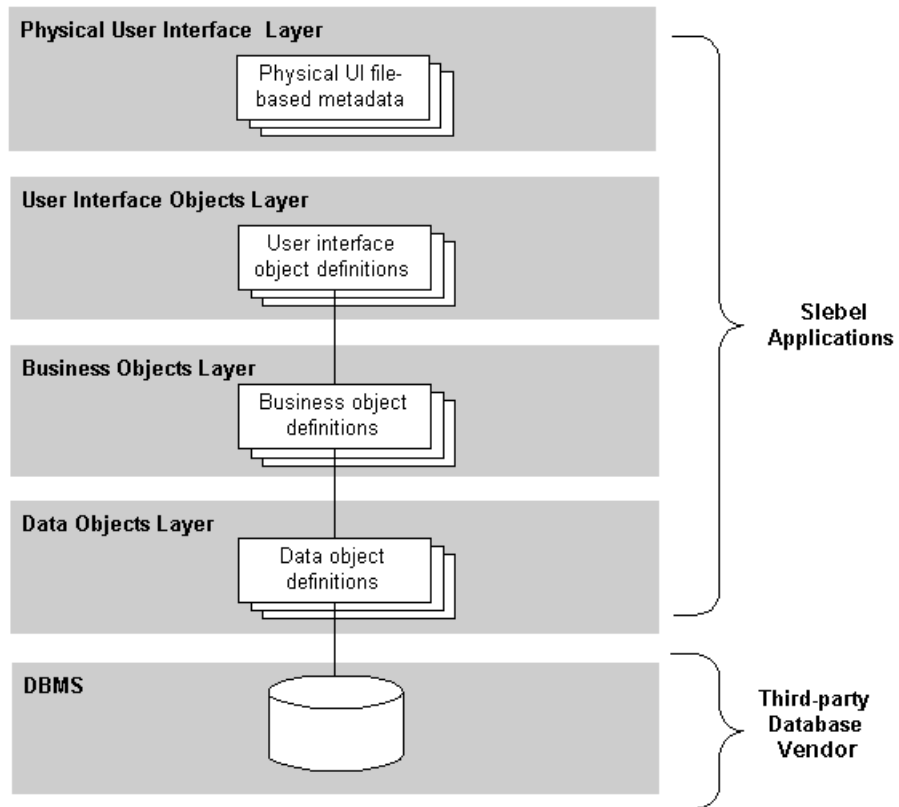 Physical User Interface Layer
Physical UI file-
based metadata
User Interface Objects Layer
User interface
object definitions
Slebel
Applications
Business Objects Layer
Business object
definitions
Data Objects Layer
Data object
definitions
DBMS
Third-party
Database
Vendor